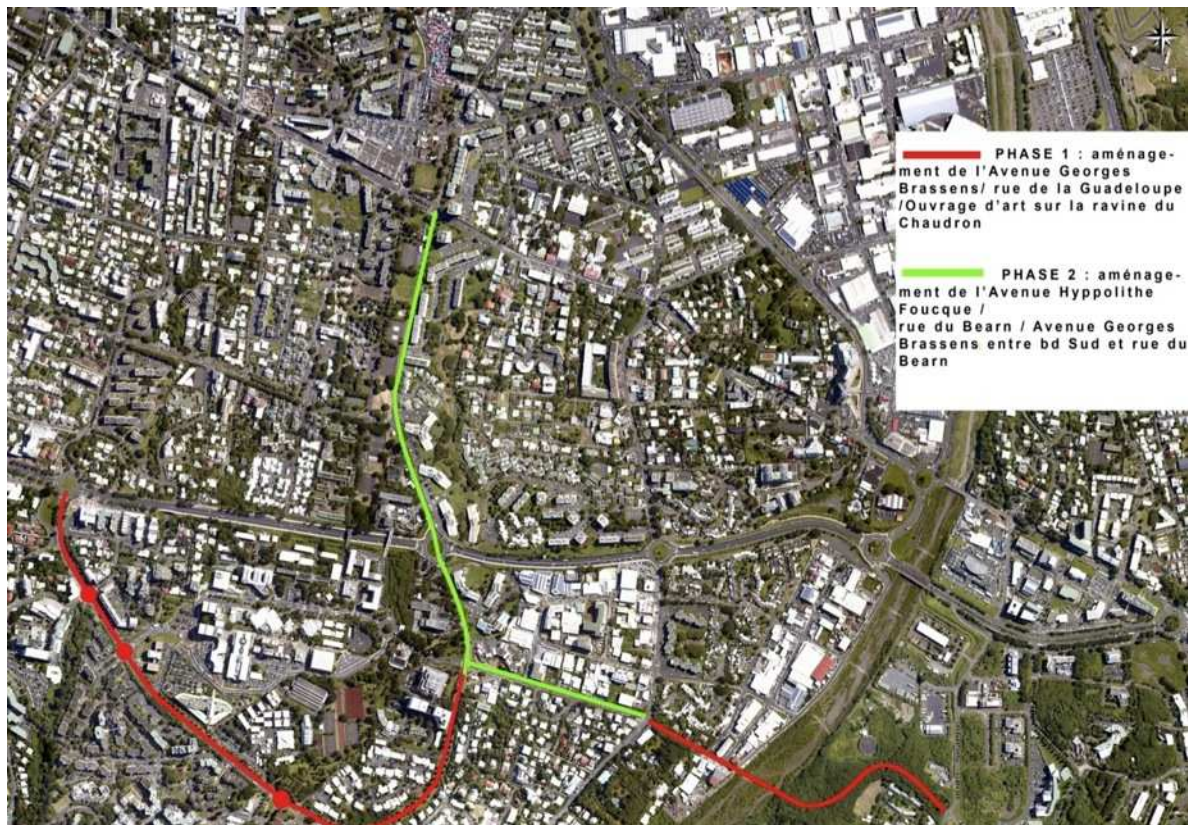 PHASE 1 : aménage-
ment de l'Avenue Georges
Brassens/ rue de la Guadeloupe
/Ouvrage d'art sur la ravine du
Chaudron
PHASE 2 : aménage-
ment de l'Avenue Hyppolithe
Foucque /
rue du Bearn / Avenue Georges
Brassens entre bd Sud et rue du
Bearn